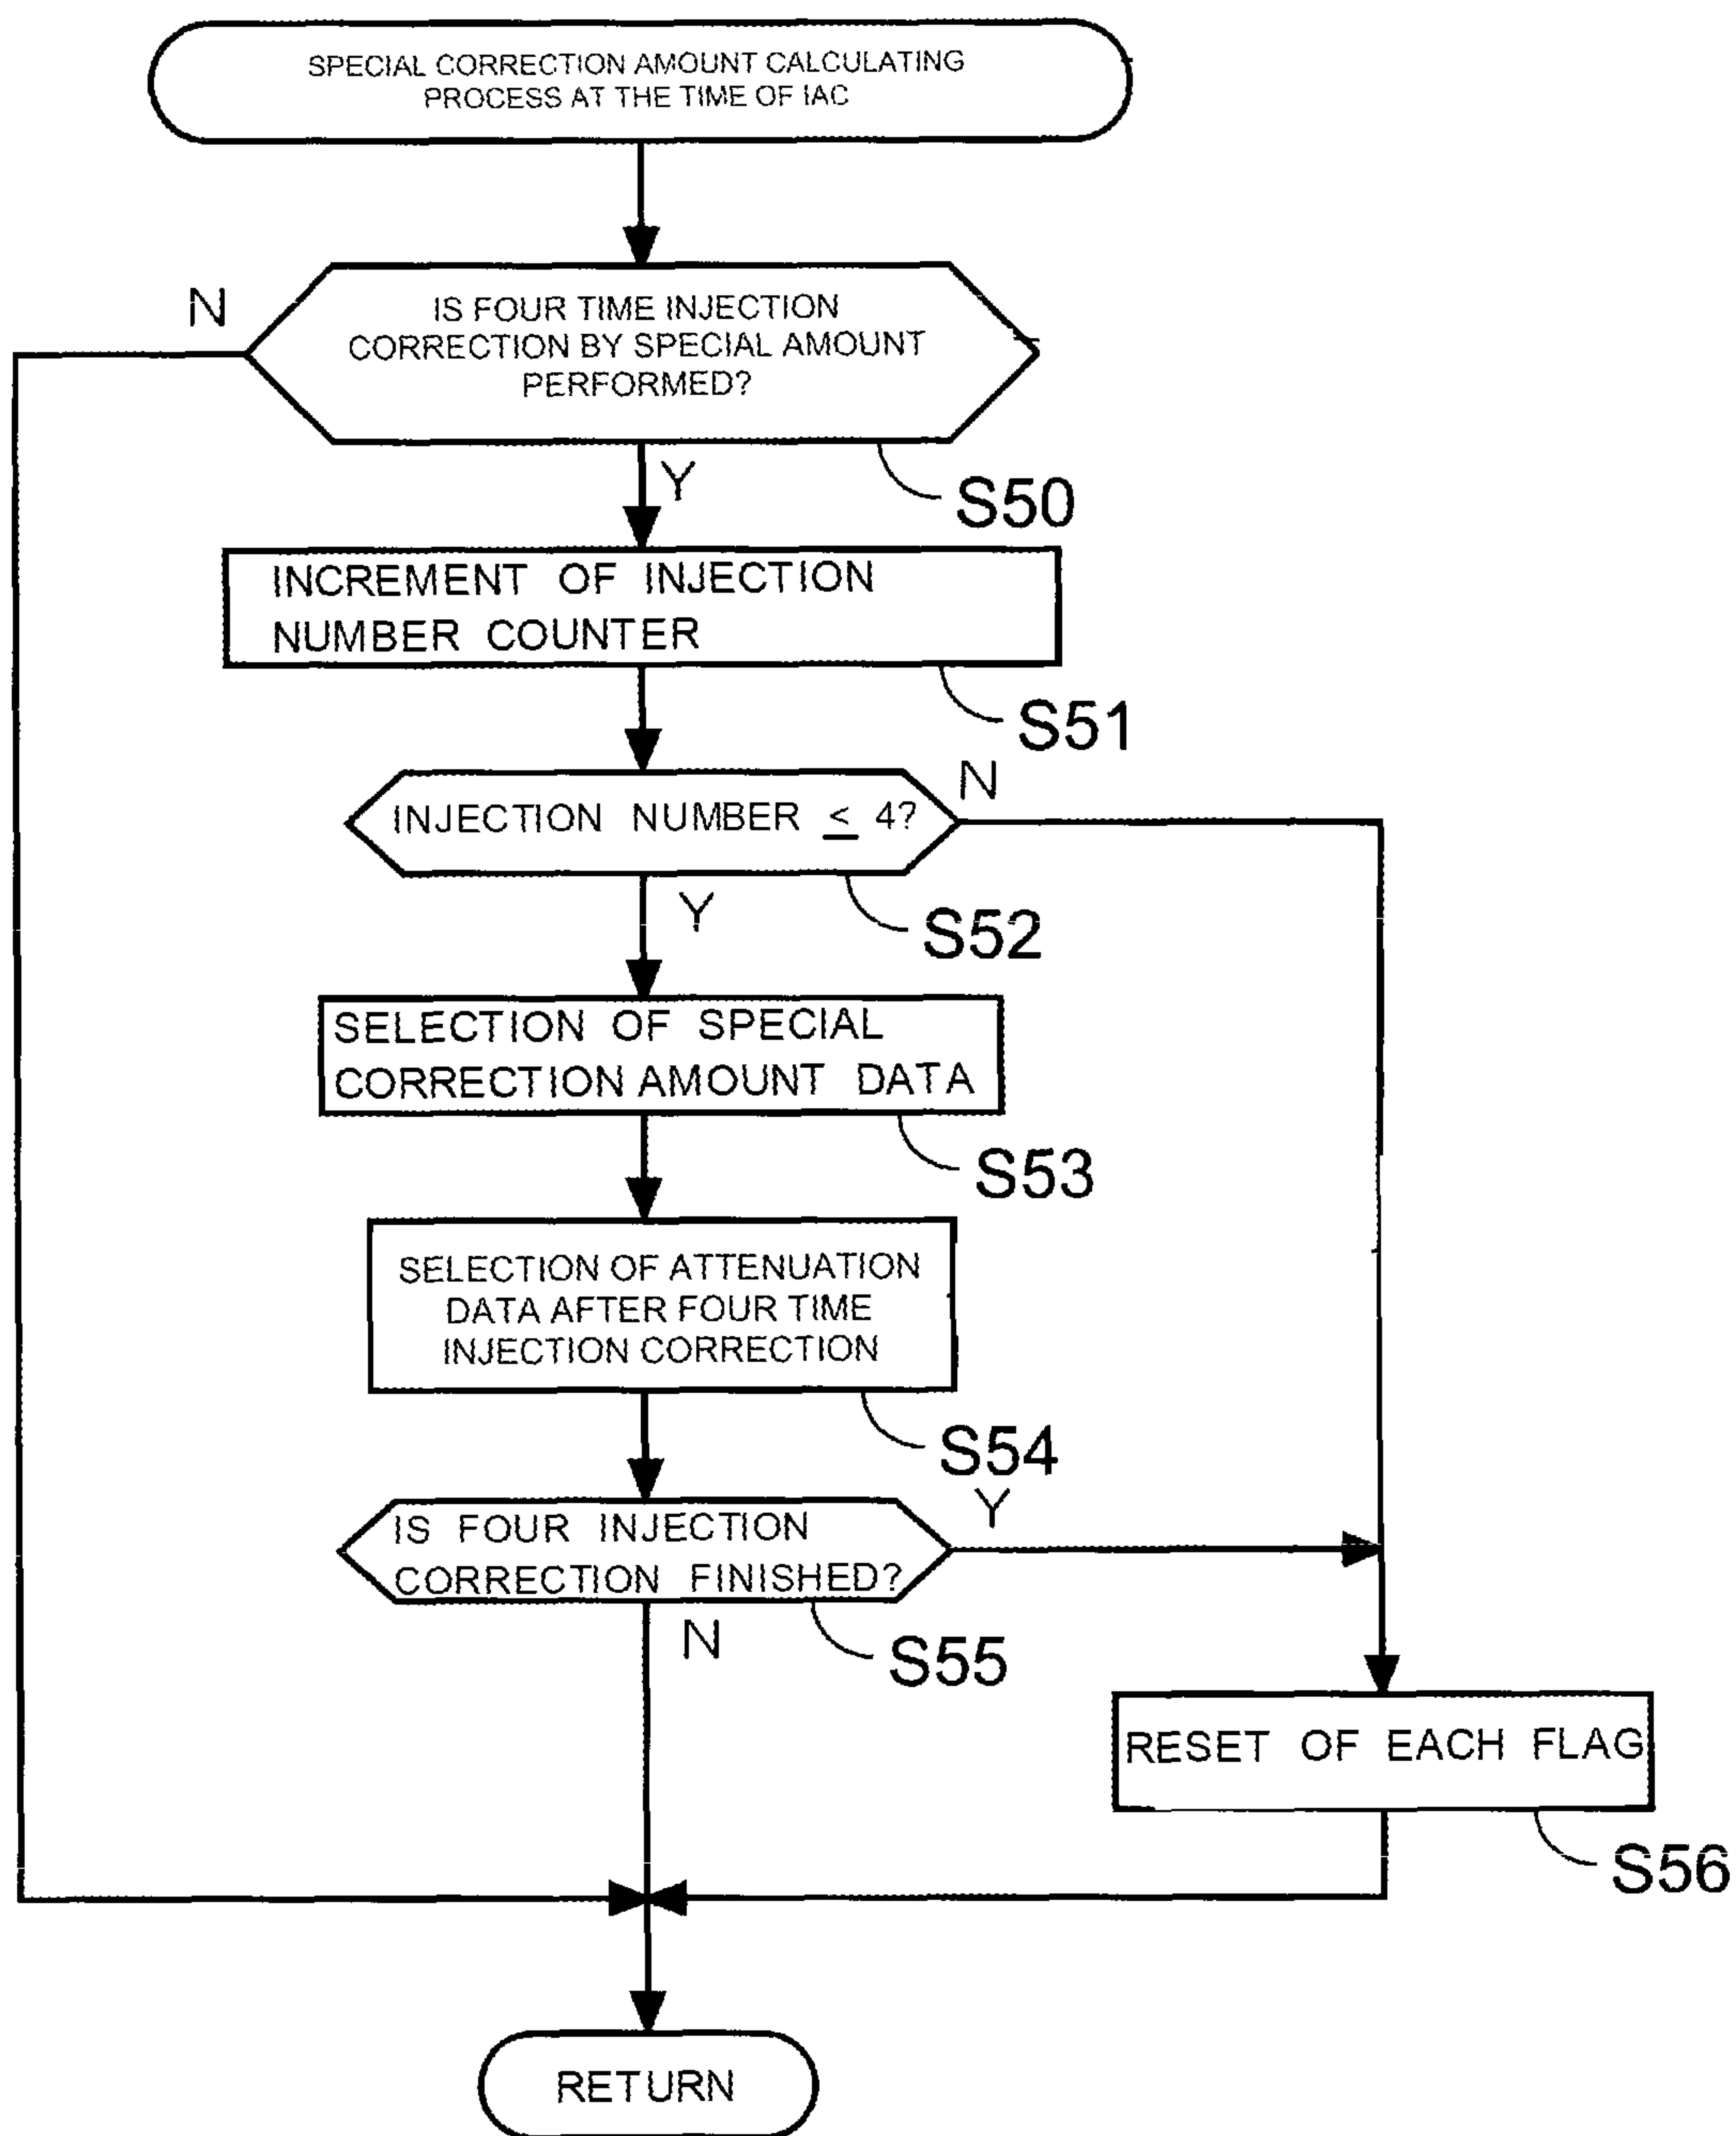 SPECIAL CORRECTION AMOUNT CALCULATING
PROCESS AT THE TIME OF IAC
N
IS FOUR TIME INJECTION
CORRECTION BY SPECIAL AMOUNT
PERFORMED?
Y
S50
INCREMENT OF INJECTION
NUMBER COUNTER
S51
N
INJECTION NUMBER ≤ 4?
Y
S52
SELECTION OF SPECIAL
CORRECTION AMOUNT DATA
S53
SELECTION OF ATTENUATION
DATA AFTER FOUR TIME
INJECTION CORRECTION
S54
Y
IS FOUR INJECTION
CORRECTION FINISHED?
N
S55
RESET OF EACH FLAG
S56
RETURN